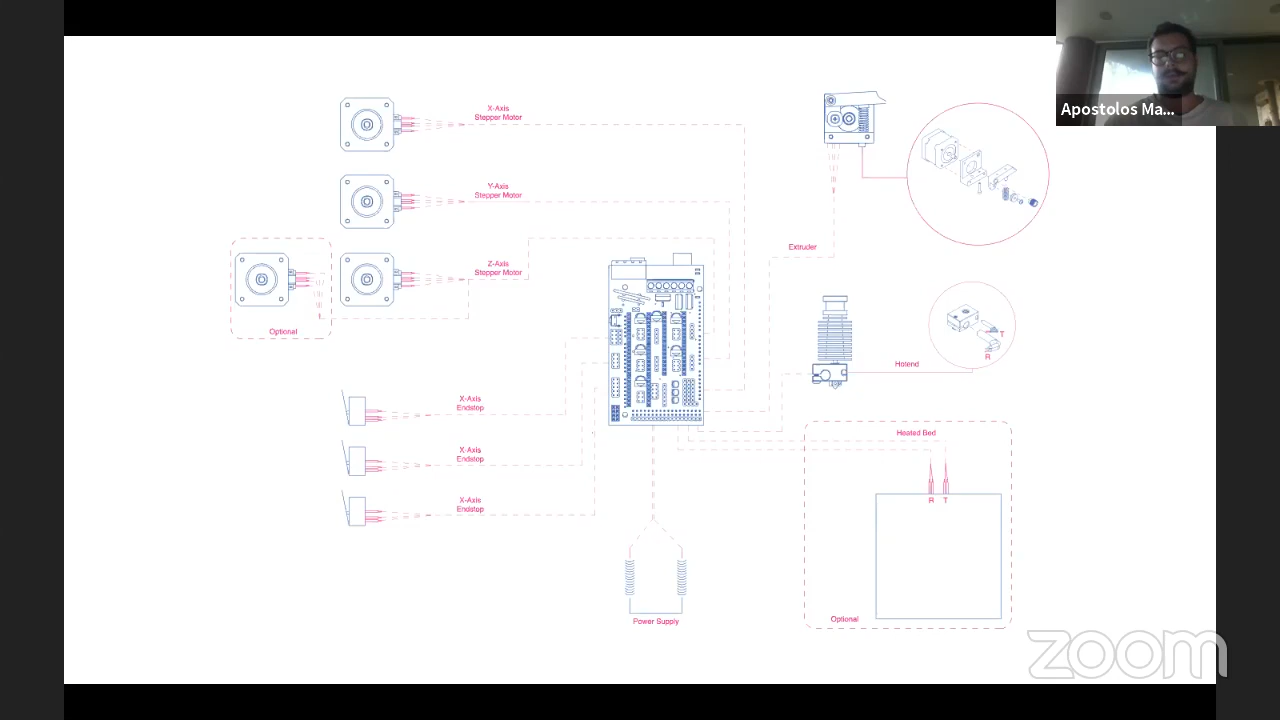 Apostolos Ma...
X-Axis
Stepper Motor
Y-Axis
Stepper Motor
Z-Axis
Stepper Motor
Optional
Extruder
T
R
Hotend
X-Axis
Endstop
X-Axis
Endstop
X-Axis
Endstop
Heated Bed
R T
Power Supply
Optional
zoom